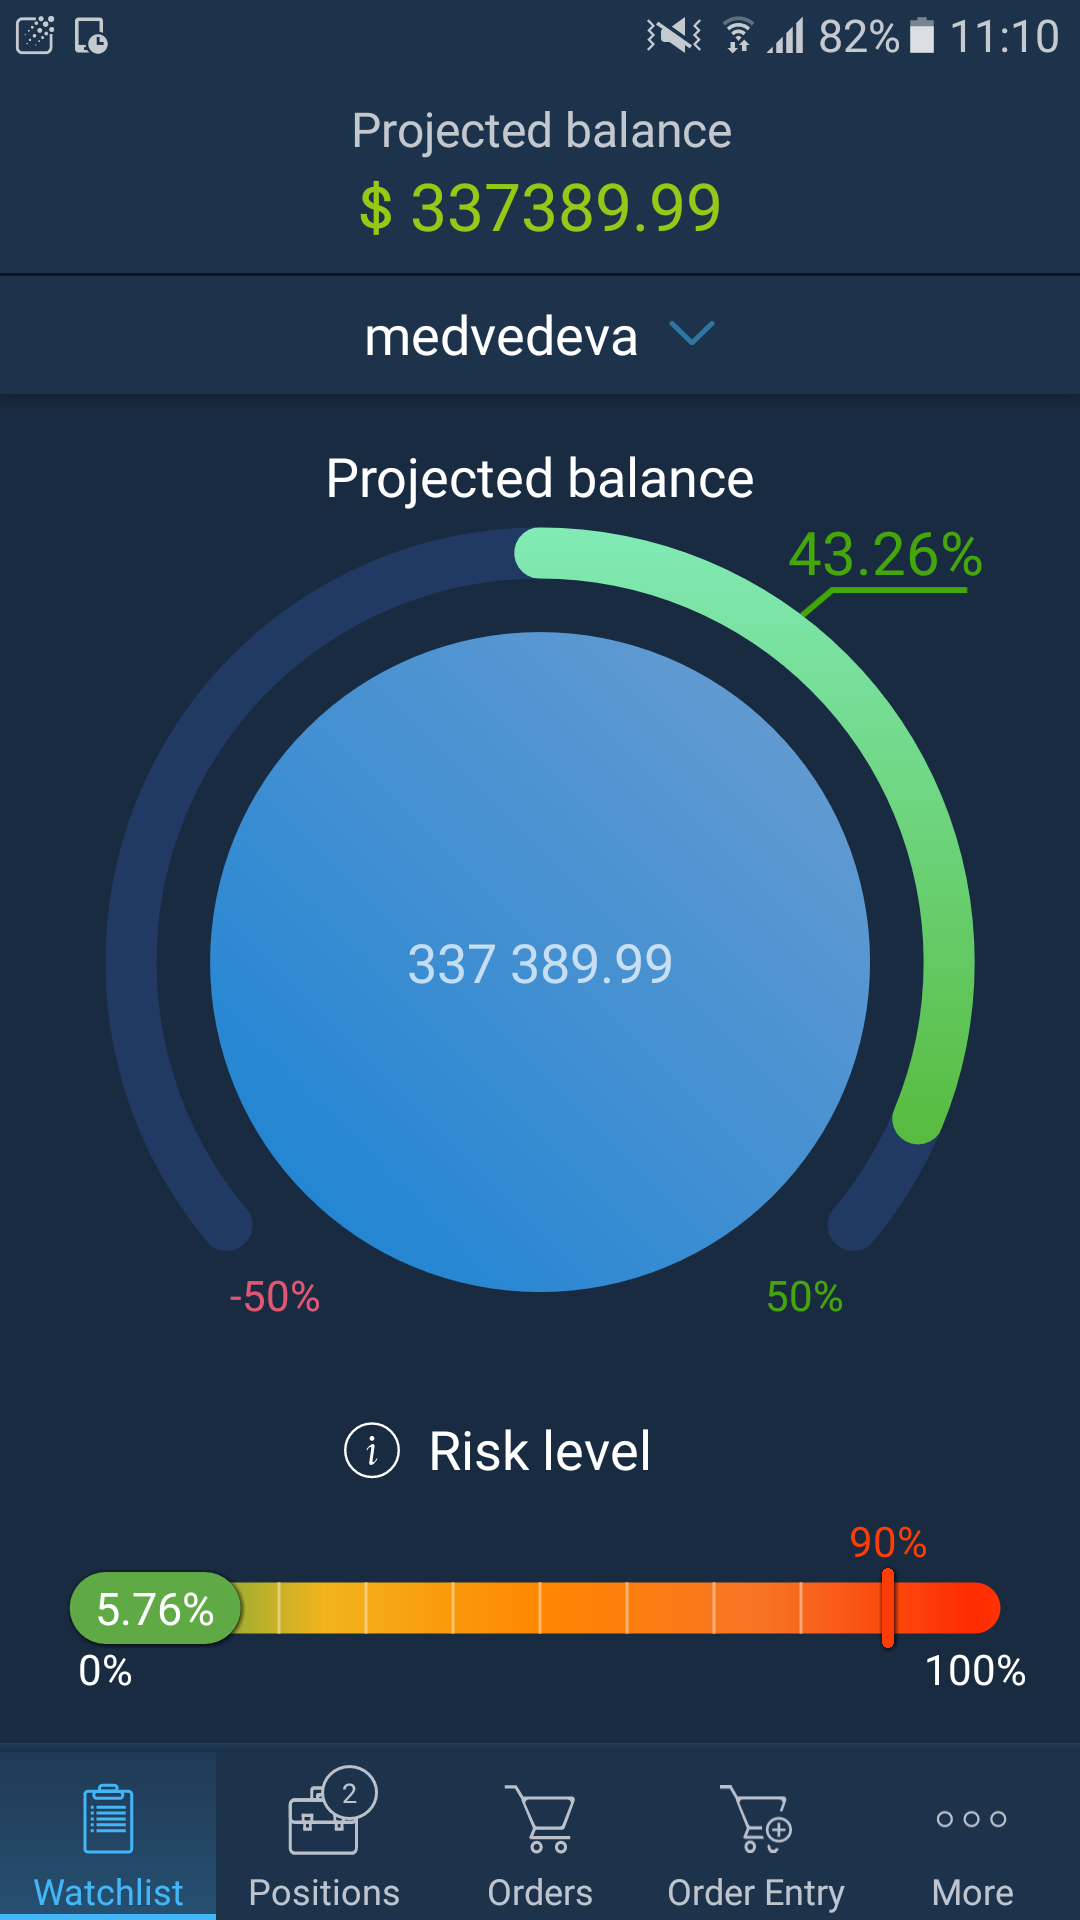 82% 11:10
Projected balance
$ 337389.99
medvedeva
Projected balance
43.26%
337 389.99
-50% 50%
i Risk level
90%
5.76%
0% 100%
2
Watchlist Positions Orders Order Entry More